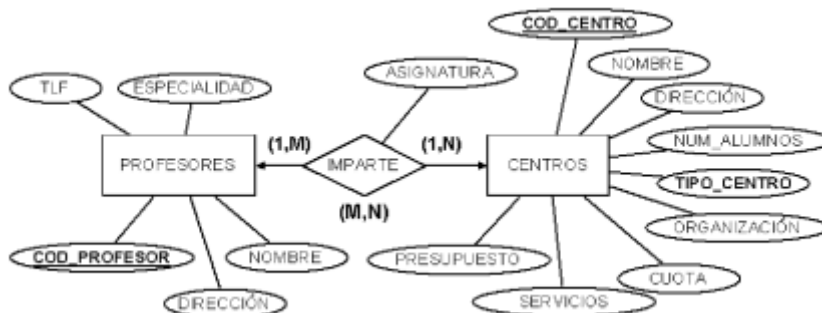 COD_CENTRO
TLF
ESPECIALIDAD
ASIGNATURA
NOMBRE
DIRECCIÓN
(1,M)
(1,N)
NUM_ALUMNOS
PROFESORES
IMPARTE
CENTROS
TIPO_CENTRO
(M,N)
ORGANIZACIÓN
COD_PROFESOR
NOMBRE
PRESUPUESTO
CUOTA
DIRECCIÓN
SERVICIOS